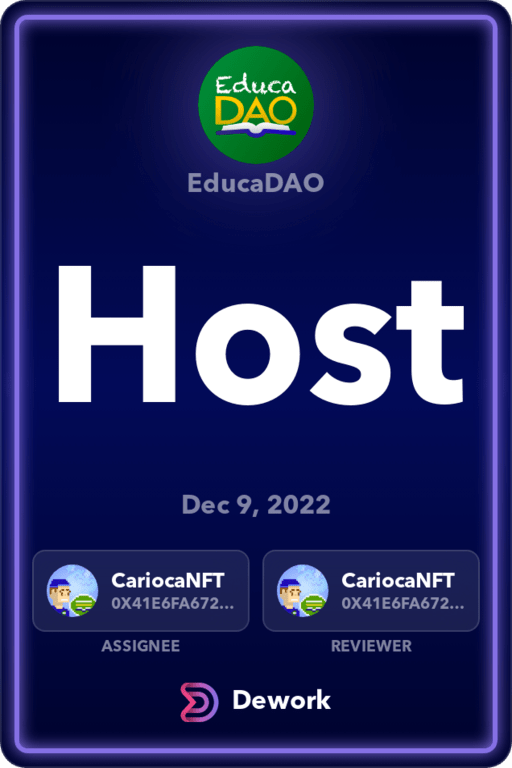 Educa
DAO
EducaDAO
Host
Dec 9, 2022
CariocaNFT
0X41E6FA672...
ASSIGNEE
CariocaNFT
0X41E6FA672...
REVIEWER
Dework